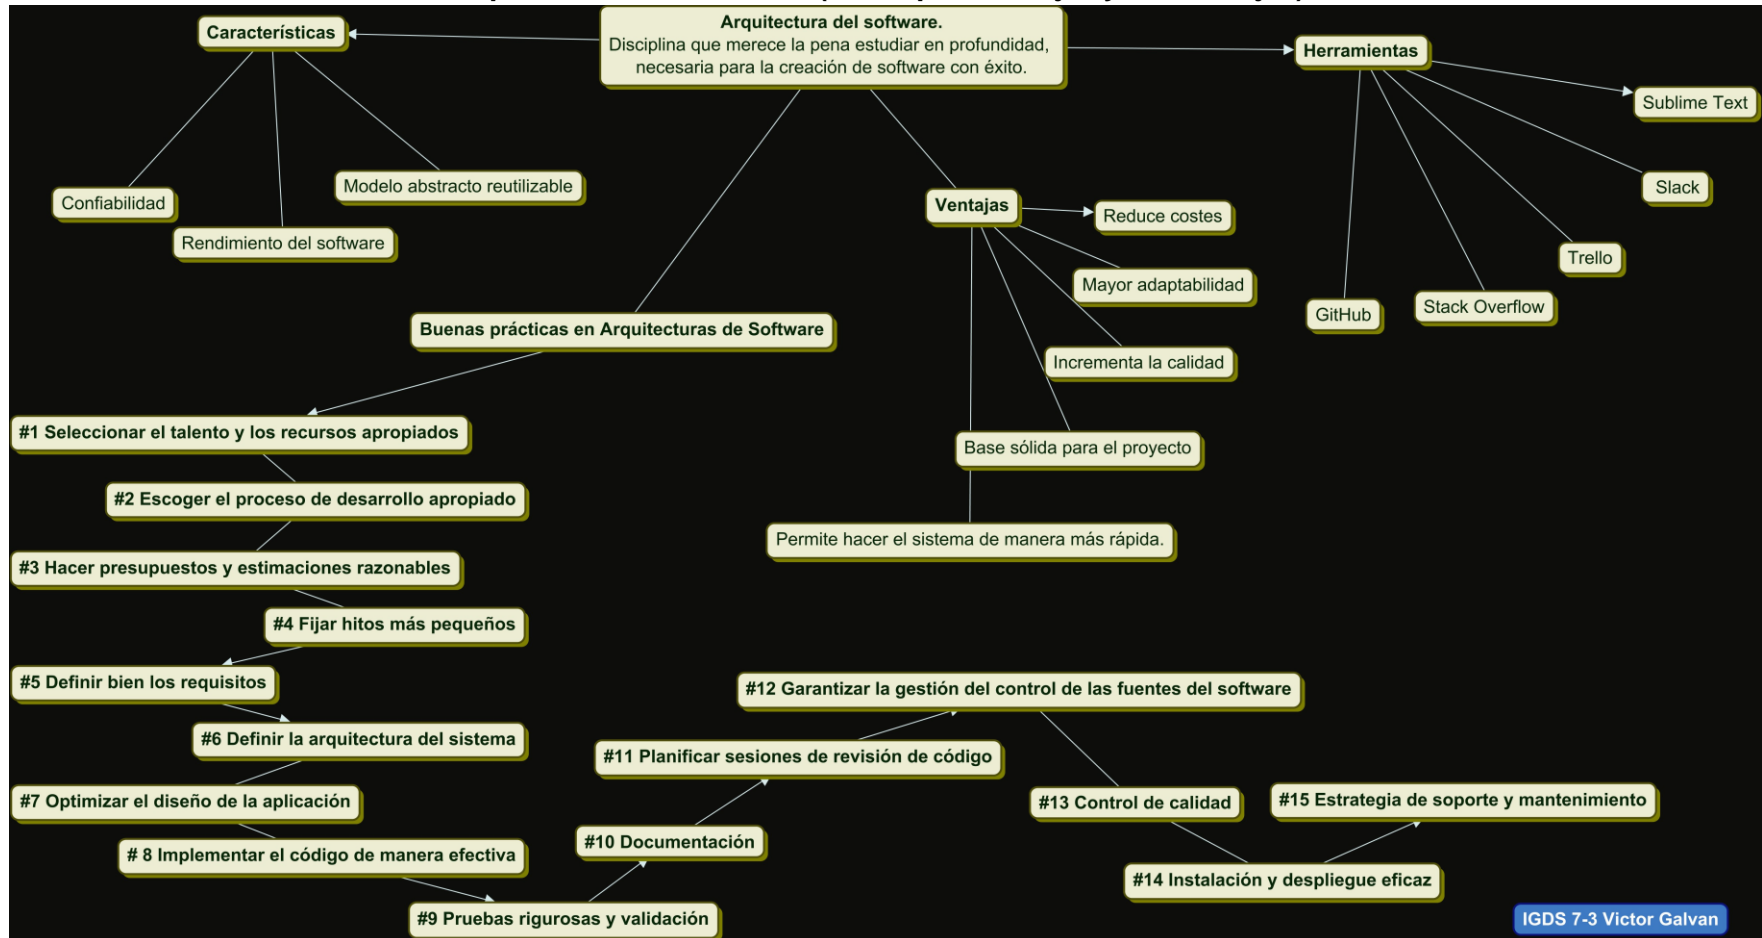 Arquitectura del software.
Disciplina que merece la pena estudiar en profundidad,
necesaria para la creación de software con éxito.
Características
Confiabilidad
Rendimiento del software
Modelo abstracto reutilizable
Herramientas
Sublime Text
Slack
Trello
Stack Overflow
GitHub
Ventajas
Reduce costes
Mayor adaptabilidad
Incrementa la calidad
Base sólida para el proyecto
Permite hacer el sistema de manera más rápida.
Buenas prácticas en Arquitecturas de Software
#1 Seleccionar el talento y los recursos apropiados
#2 Escoger el proceso de desarrollo apropiado
#3 Hacer presupuestos y estimaciones razonables
#4 Fijar hitos más pequeños
#5 Definir bien los requisitos
#6 Definir la arquitectura del sistema
#7 Optimizar el diseño de la aplicación
# 8 Implementar el código de manera efectiva
#9 Pruebas rigurosas y validación
#10 Documentación
#11 Planificar sesiones de revisión de código
#12 Garantizar la gestión del control de las fuentes del software
#13 Control de calidad
#14 Instalación y despliegue eficaz
#15 Estrategia de soporte y mantenimiento
IGDS 7-3 Victor Galvan